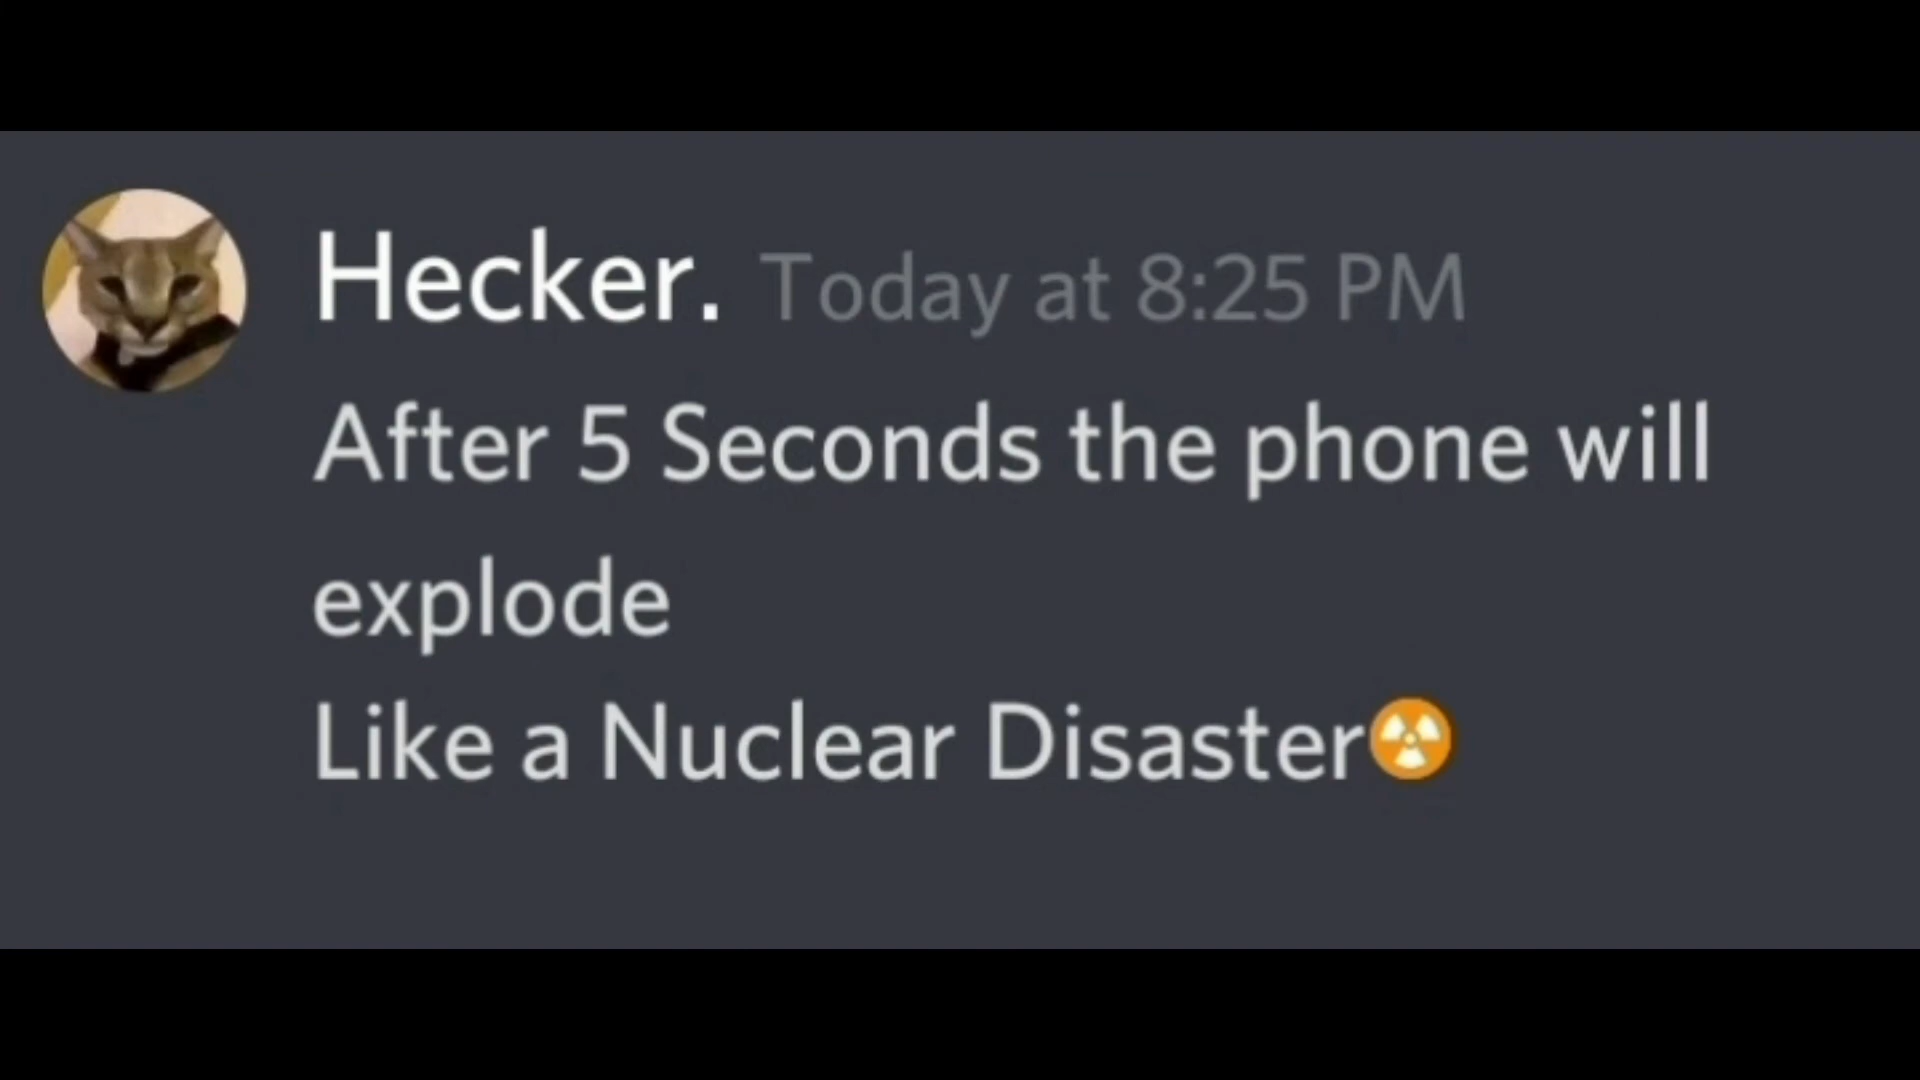 Hecker. Today at 8:25 PM
After 5 Seconds the phone will
explode
Like a Nuclear Disaster☢️